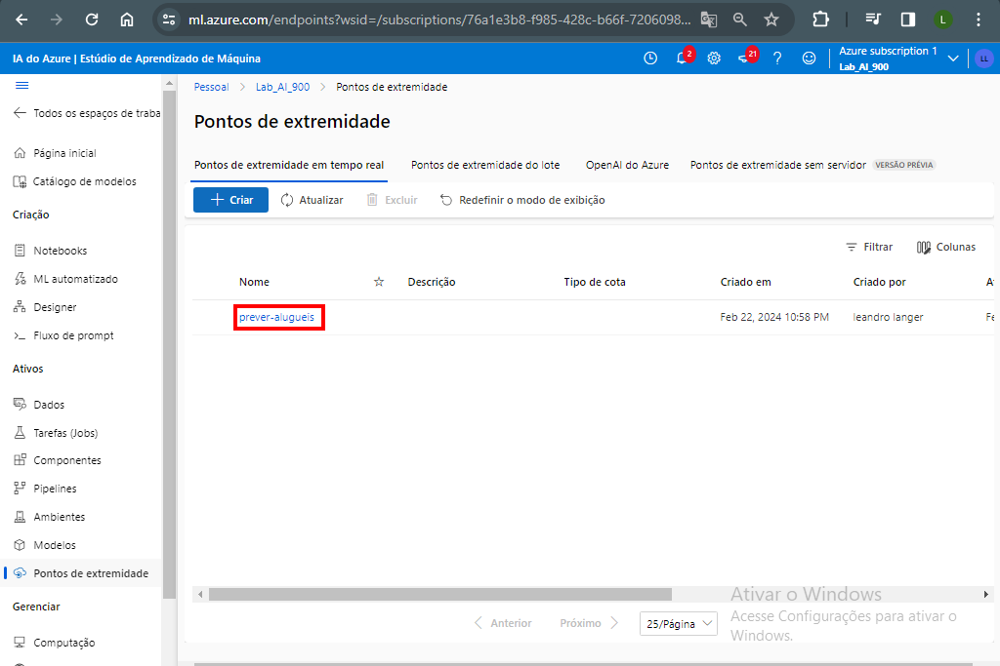 ml.azure.com/endpoints?wsid=/subscriptions/76a1e3b8-f985-428c-b66f-7206098...
L
IA do Azure | Estúdio de Aprendizado de Máquina
2
21
?
Azure subscription 1
Lab_AI_900
LL
Todos os espaços de traba
Página inicial
Catálogo de modelos
Criação
Notebooks
ML automatizado
Designer
Fluxo de prompt
Ativos
Dados
Tarefas (Jobs)
Componentes
Pipelines
Ambientes
Modelos
Pontos de extremidade
Gerenciar
Computação
Pessoal > Lab_AI_900 > Pontos de extremidade
Pontos de extremidade
Pontos de extremidade em tempo real Pontos de extremidade do lote OpenAI do Azure Pontos de extremidade sem servidor VERSÃO PRÉVIA
+ Criar Atualizar Excluir Redefinir o modo de exibição
Filtrar Colunas
Nome Descrição Tipo de cota Criado em Criado por
prever-alugueis Feb 22, 2024 10:58 PM leandro langer
Anterior Próximo 25/Página
Ativar o Windows
Acesse Configurações para ativar o
Windows.